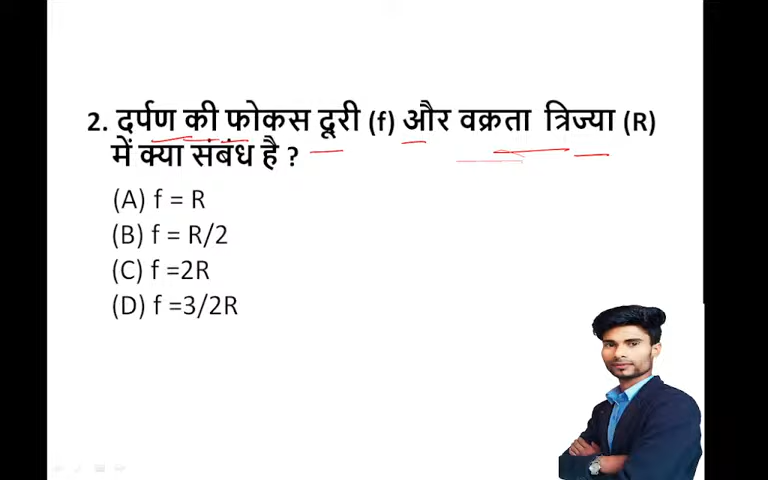 2. दर्पण की फोकस दूरी (f) और वक्रता त्रिज्या (R)
में क्या संबंध है ?
(A) f = R
(B) f = R/2
(C) f =2R
(D) f =3/2R